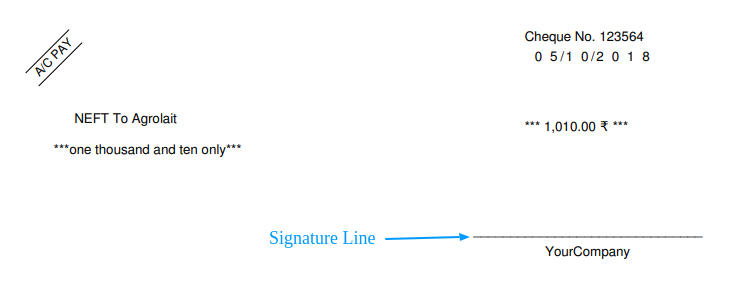 A/C PAY
Cheque No. 123564
0 5/1 0/2 0 1 8
NEFT To Agrolait
*** 1,010.00 ₹ ***
***one thousand and ten only***
Signature Line
YourCompany